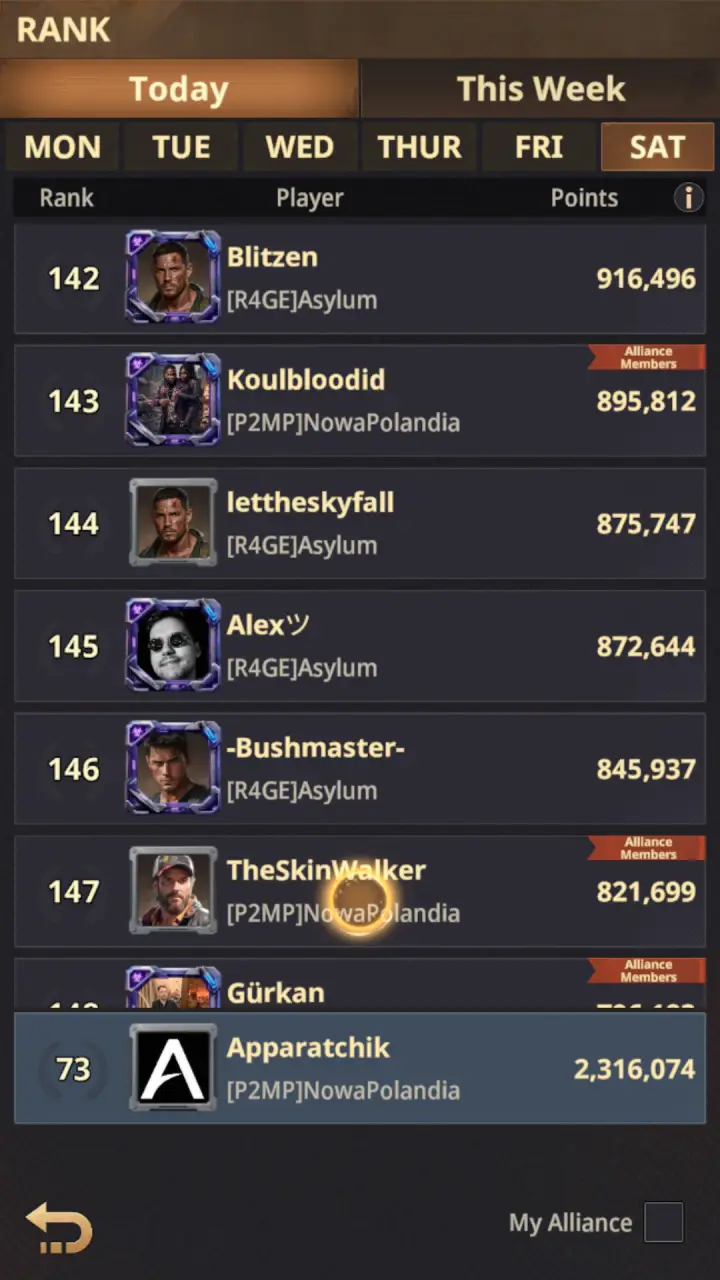 RANK
Today
This Week
MON
TUE
WED
THUR
FRI
SAT
Rank
Player
Points
142
Blitzen
[R4GE]Asylum
916,496
Alliance
Members
143
Koulbloodid
[P2MP]NowaPolandia
895,812
144
lettheskyfall
[R4GE]Asylum
875,747
145
Alexツ
[R4GE]Asylum
872,644
146
-Bushmaster-
[R4GE]Asylum
845,937
Alliance
Members
147
TheSkinWalker
[P2MP]NowaPolandia
821,699
Alliance
Members
Gürkan
73
Apparatchik
[P2MP]NowaPolandia
2,316,074
My Alliance